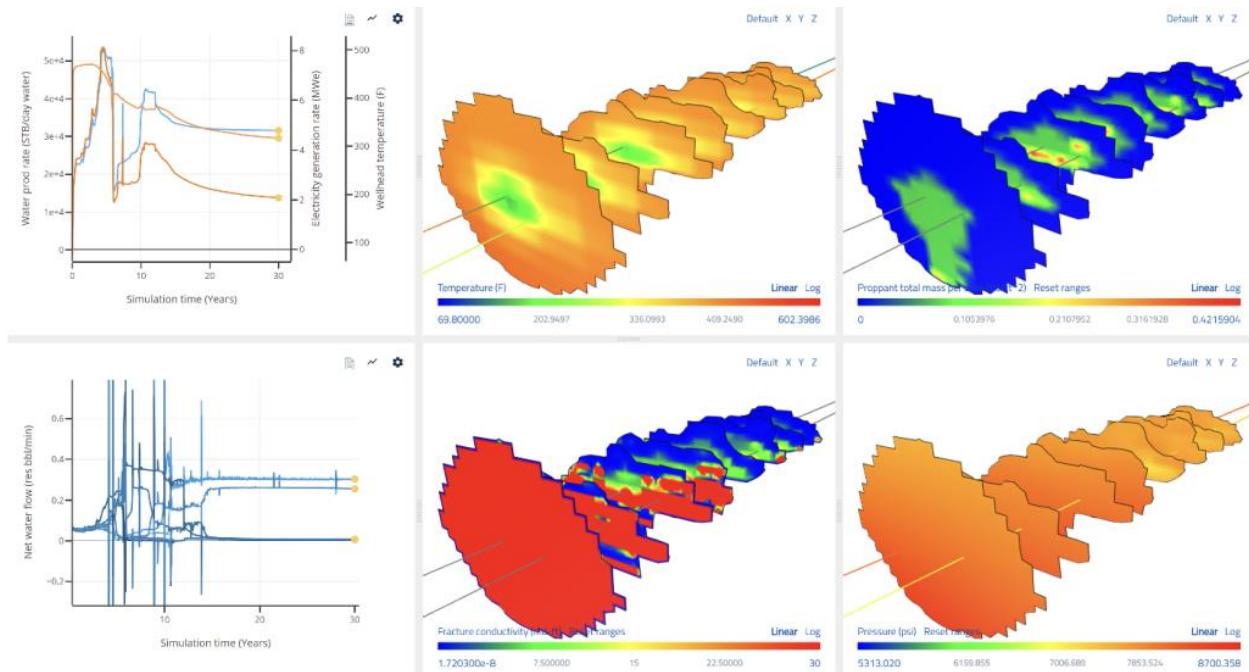 Default X Y Z
Default X Y Z
Water prod rate (STB/day water)
5e+4
4e+4
3e+4
2e+4
1e+4
0
0
10
20
30
Simulation time (Years)
8
6
4
2
0
Electricity generation rate (MWe)
500
400
300
200
100
Wellhead temperature (F)
Temperature (F)
Linear Log
69.80000
202.9497
336.0993
469.2490
602.3986
Proppant total mass per
2) Reset ranges
Linear Log
0
0.1053976
0.2107952
0.3161928
0.4215904
Default X Y Z
Default X Y Z
Net water flow (res bbl/min)
0.6
0.4
0.2
0
−0.2
10
20
30
Simulation time (Years)
Fracture conductivity
ranges
Linear Log
1.720300e-8
7.500000
15
22.50000
30
Pressure (psi) Reset ranges
Linear Log
5313.020
6159.855
7006.689
7853.524
8700.358